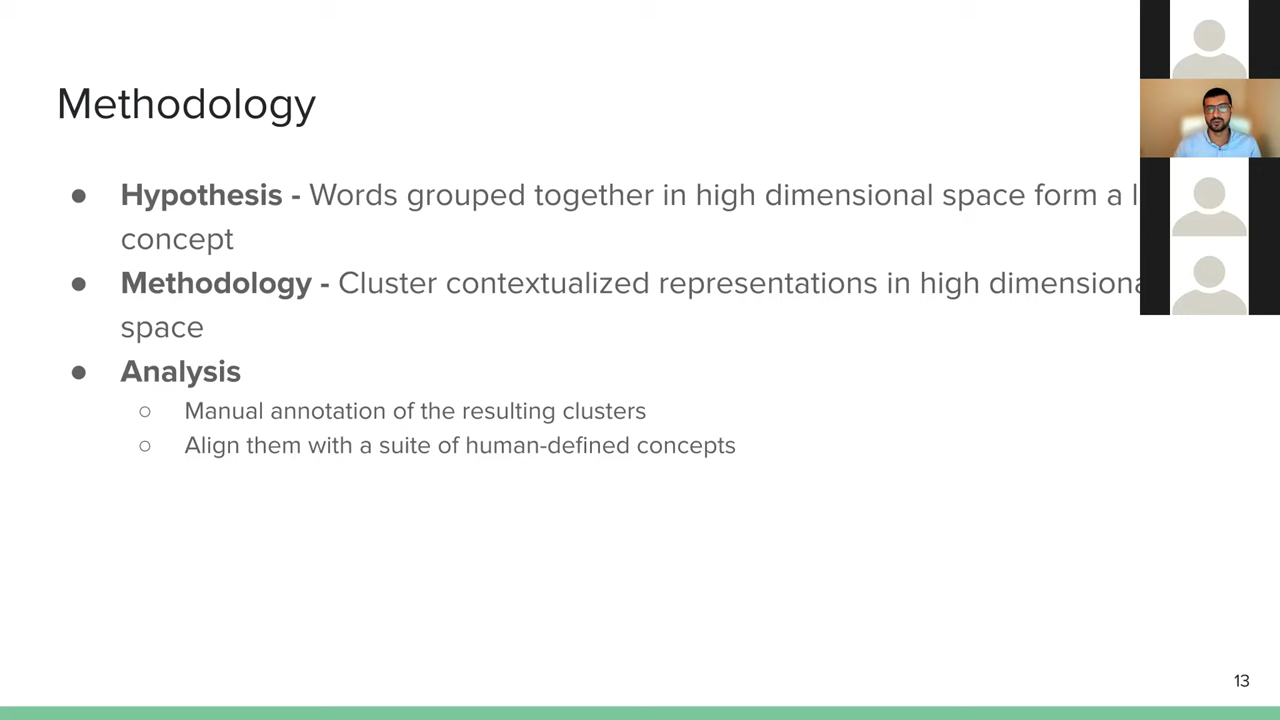 Methodology
● Hypothesis - Words grouped together in high dimensional space form a
concept
● Methodology - Cluster contextualized representations in high dimensiona
space
● Analysis
○ Manual annotation of the resulting clusters
○ Align them with a suite of human-defined concepts
13